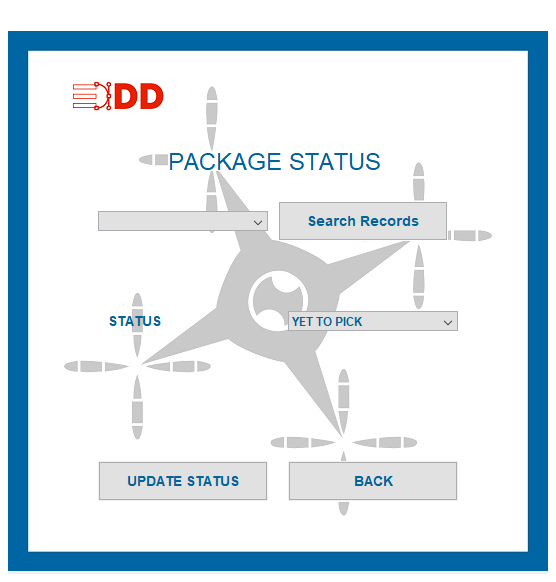 DD
PACKAGE STATUS
Search Records
STATUS
YET TO PICK
UPDATE STATUS
BACK